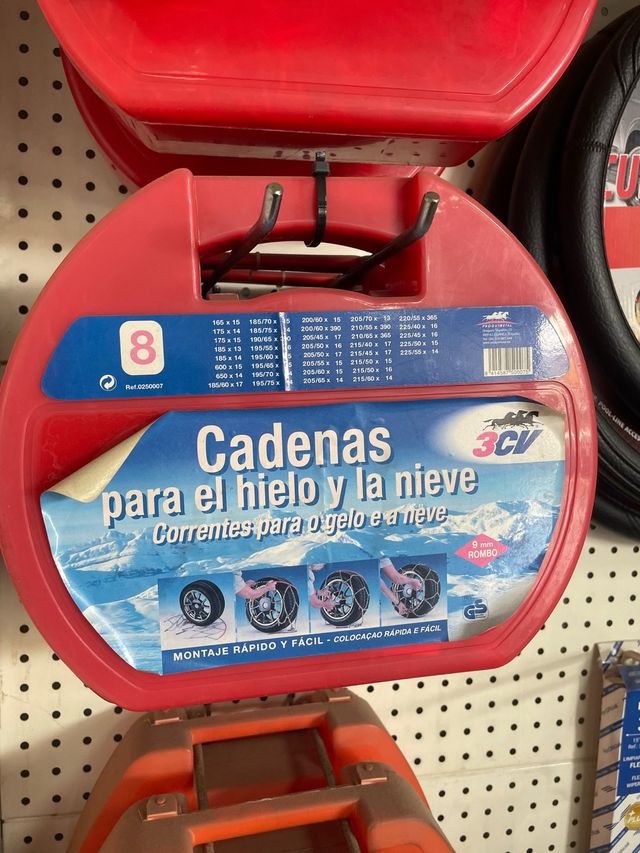 8
Ref.0250007
165 x 15 185/70 x 15 200/60 x 15 205/70 x 13 220/55 x 365
175 x 14 185/75 x 14 200/60 x 390 210/55 x 390 225/40 x 16
175 x 15 190/65 x 390 205/45 x 17 210/65 x 365 225/45 x 16
185 x 13 195/55 x 205/50 x 16 215/40 x 17 225/50 x 15
185 x 14 195/60 x 205/50 x 17 215/45 x 17 225/55 x 14
600 x 15 195/65 x 205/55 x 15 215/50 x 15
650 x 14 195/70 x 205/60 x 15 215/50 x 16
185/60 x 17 195/75 x 205/65 x 14 215/60 x 14
PROQUIMETAL
Cadenas
para el hielo y la nieve
Correntes para o gelo e a neve
3CV
9 mm
ROMBO
GS
MONTAJE RÁPIDO Y FÁCIL - COLOCAÇAO RÁPIDA E FÁCIL